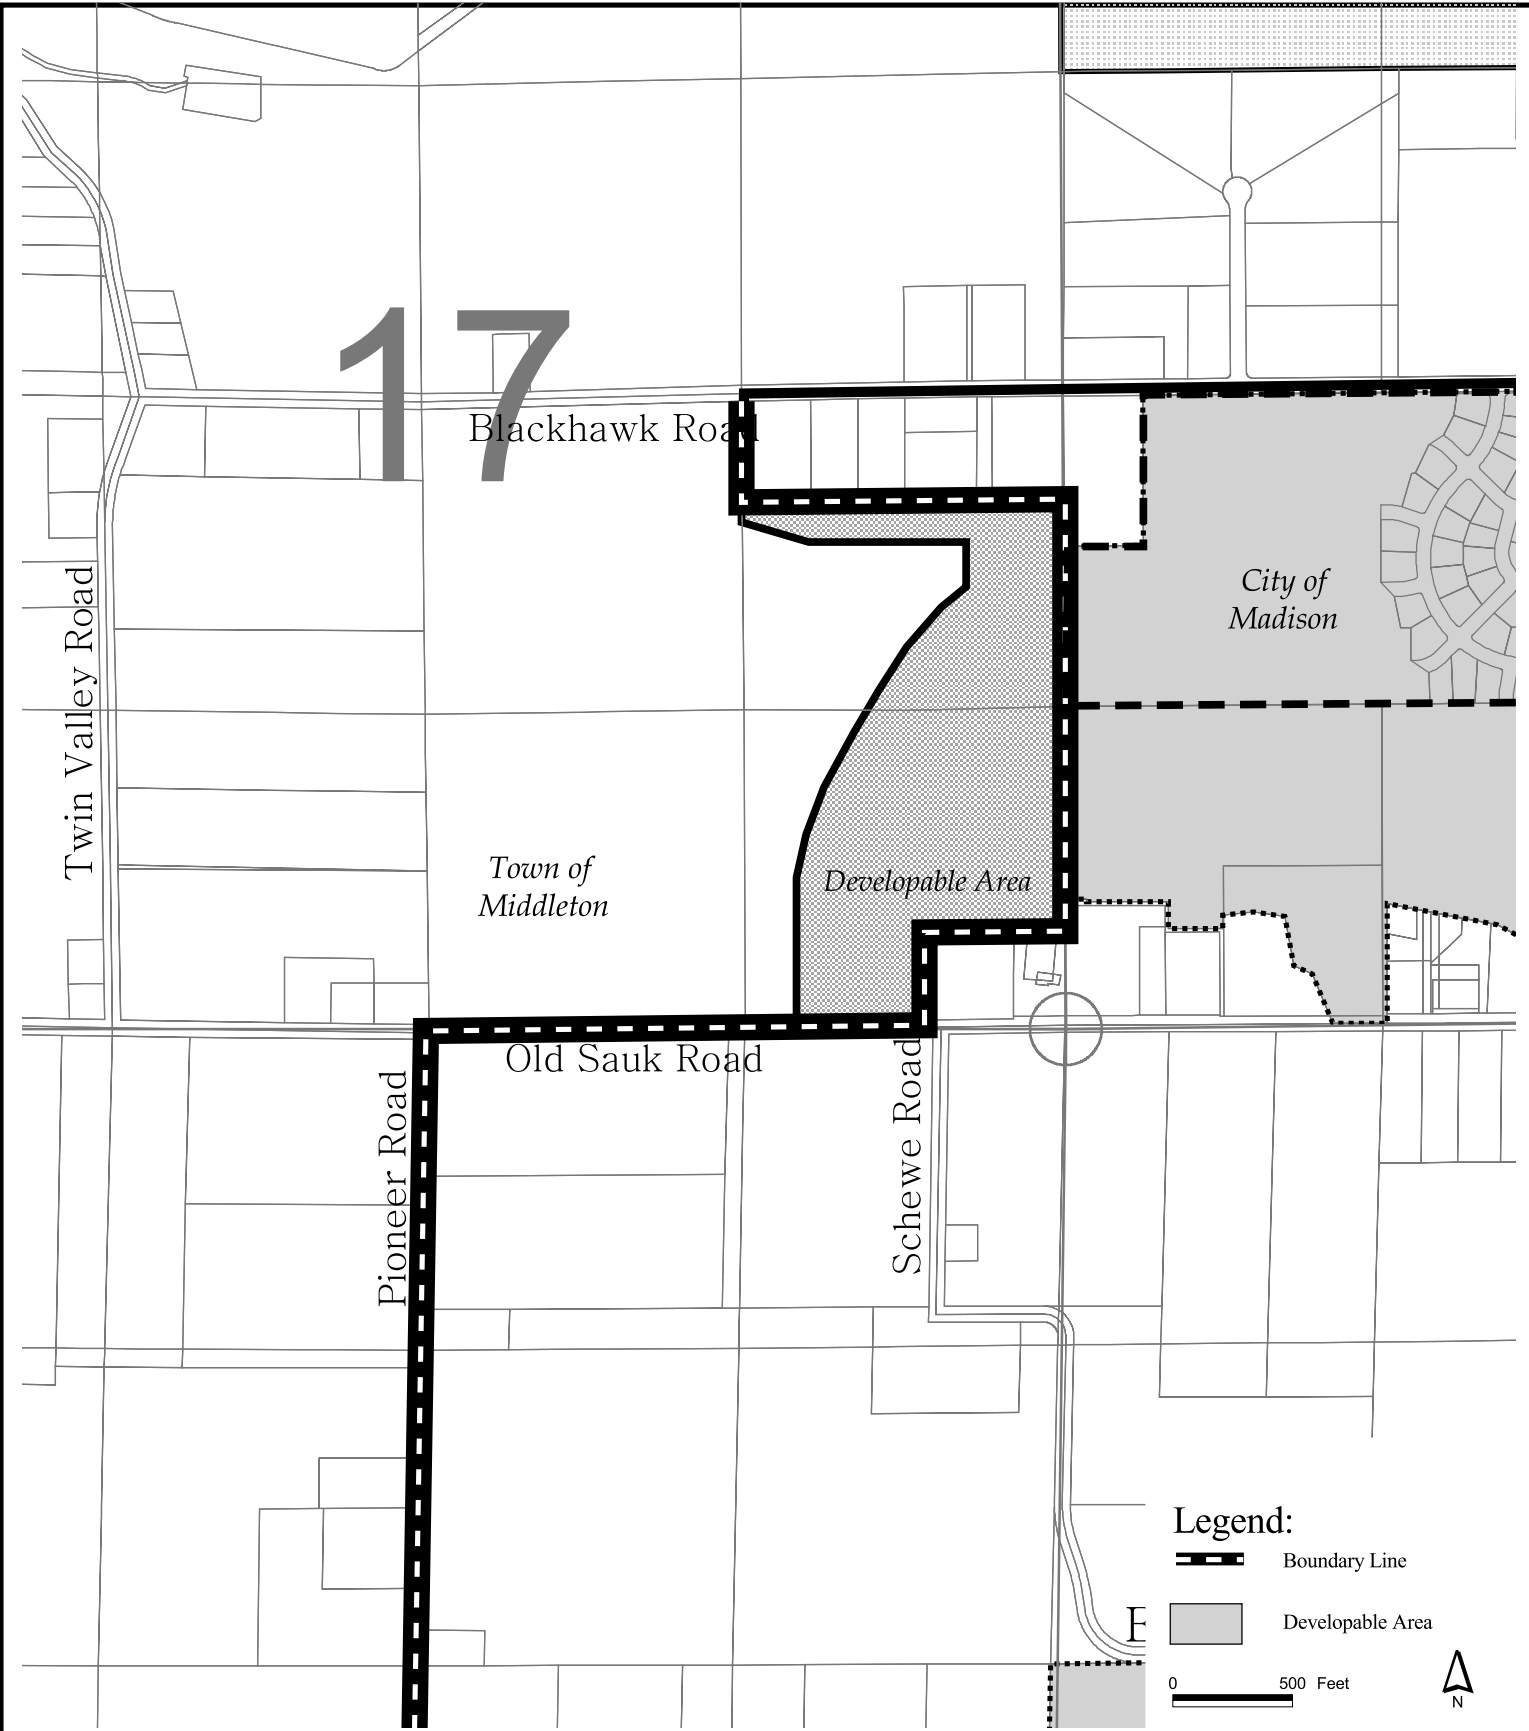 17
Blackhawk Road
City of
Madison
Twin Valley Road
Town of
Middleton
Developable Area
Old Sauk Road
Pioneer Road
Schewe Road
Legend:
Boundary Line
Developable Area
0 500 Feet
N